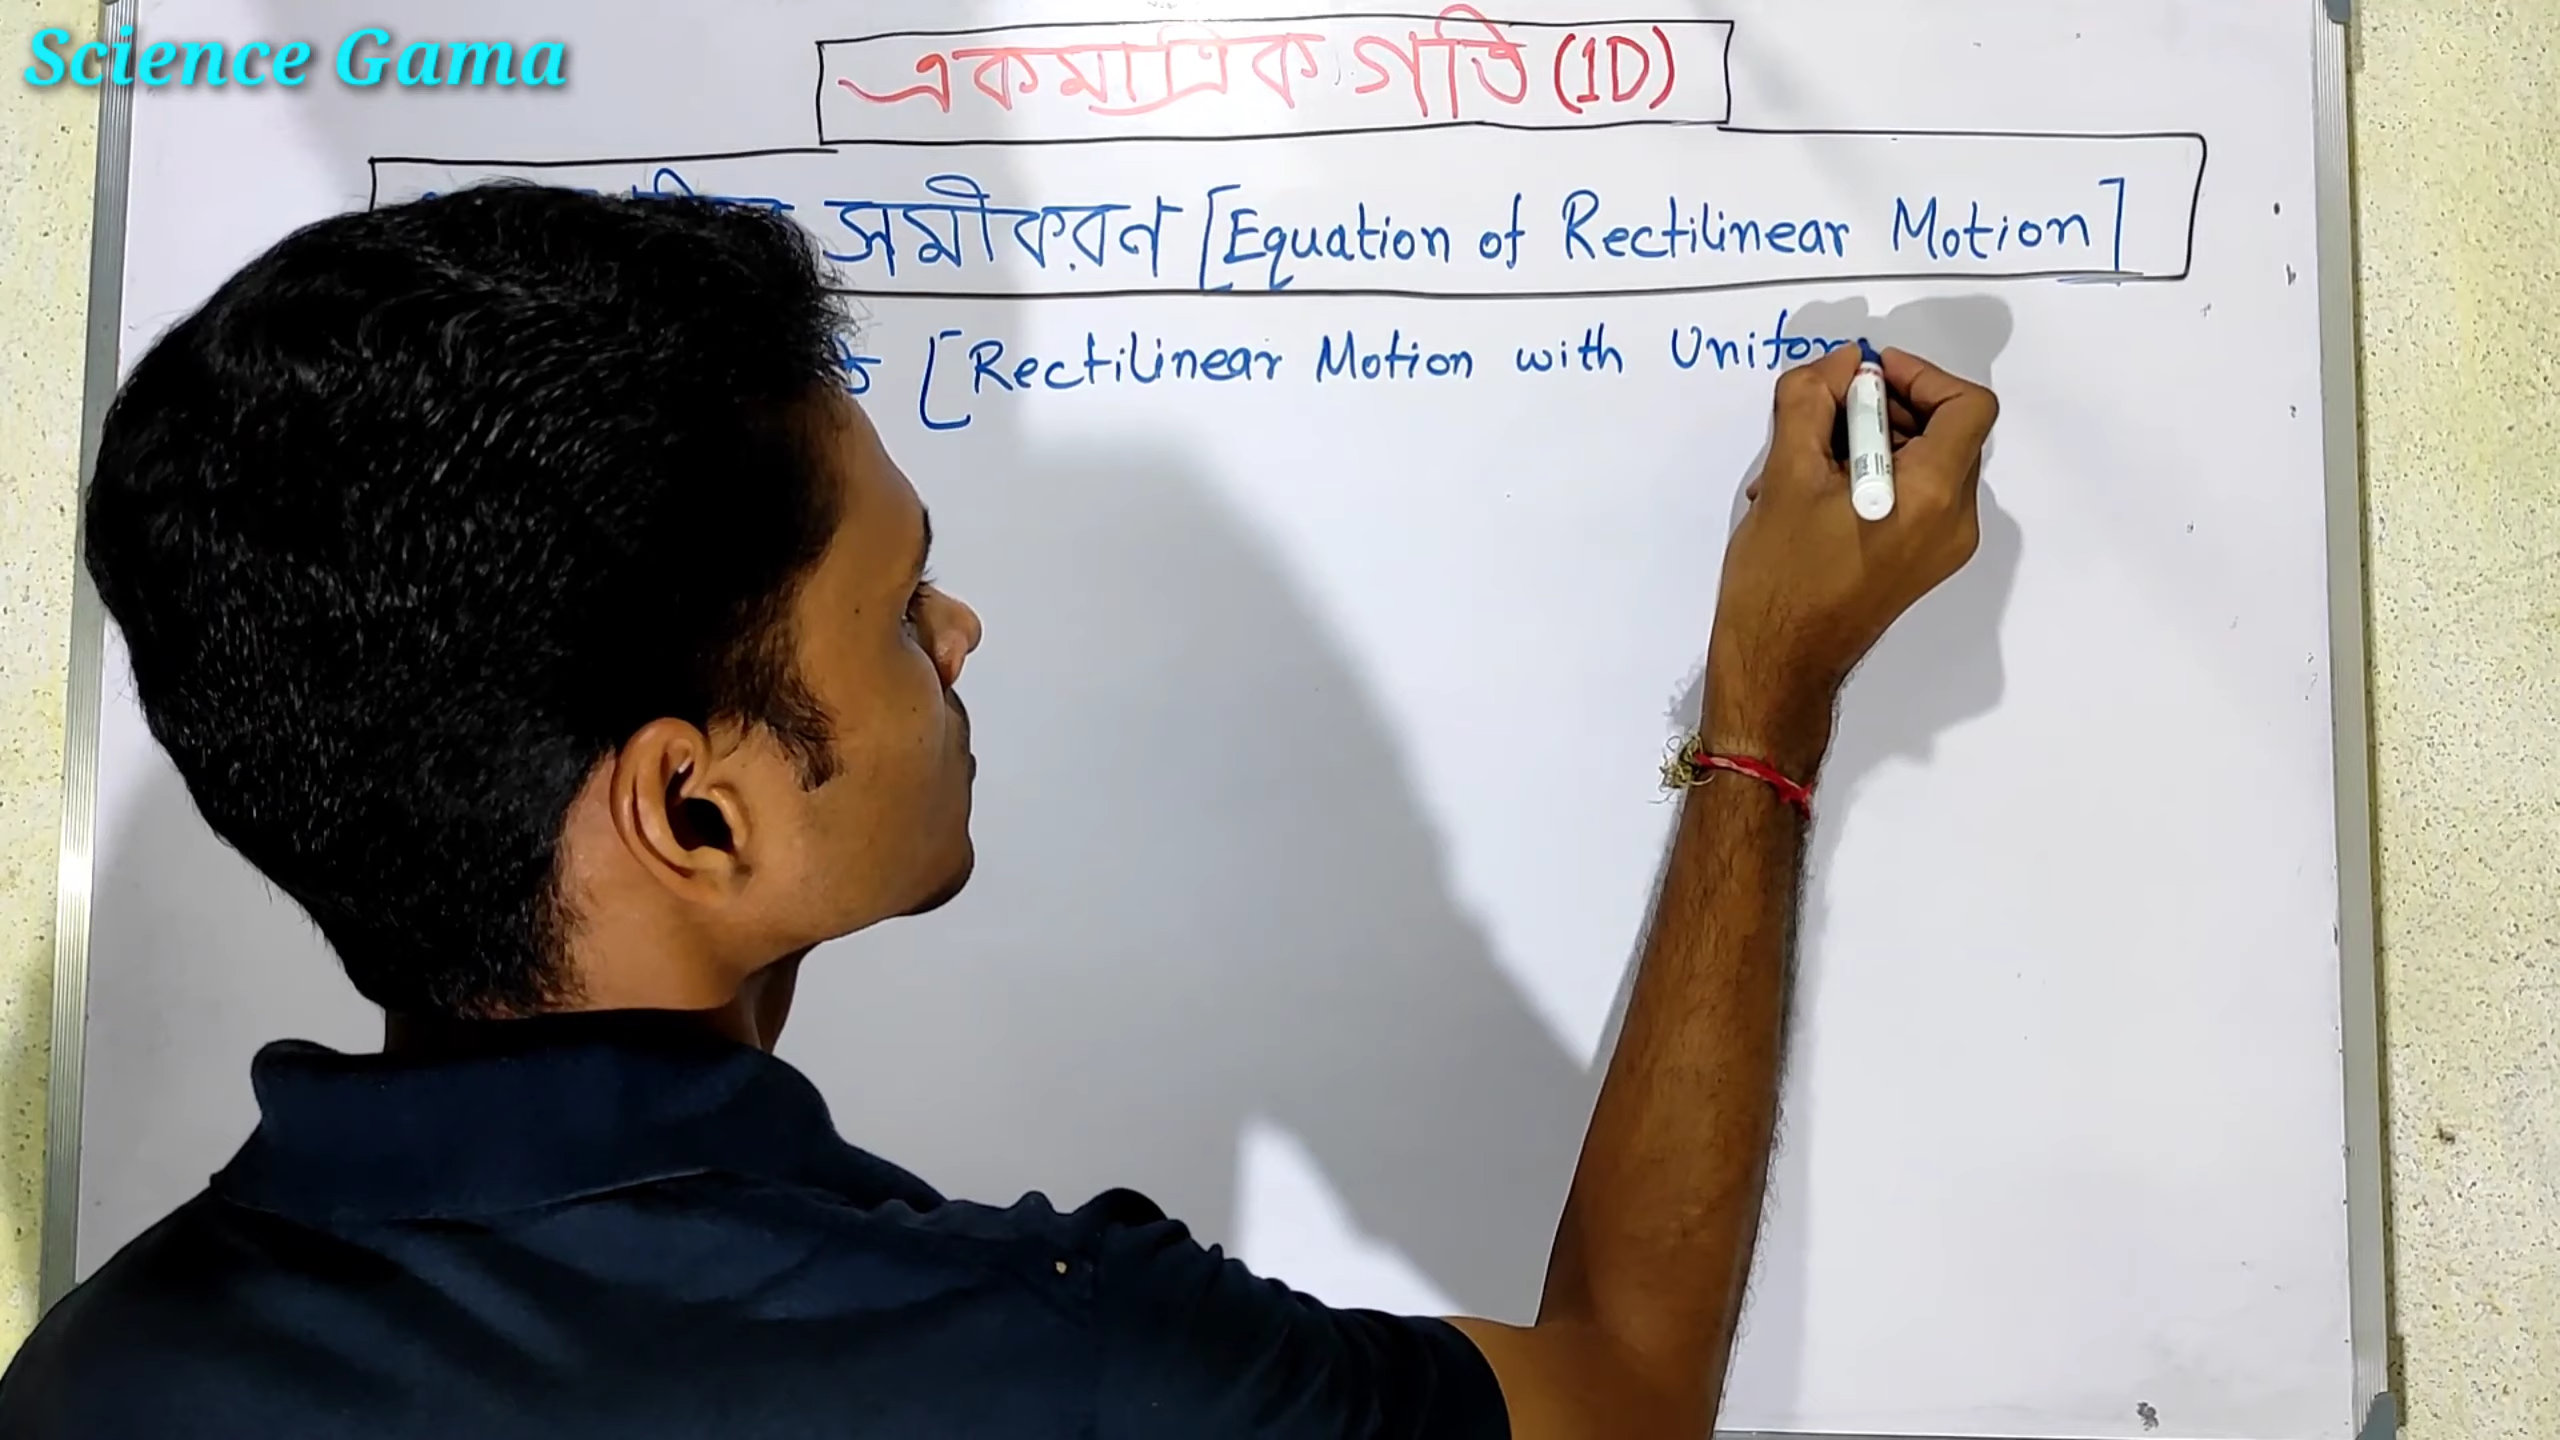 Science Gama
একমাত্রিক গতি (1D)
সমীকরণ [Equation of Rectilinear Motion]
[Rectilinear Motion with Unifor